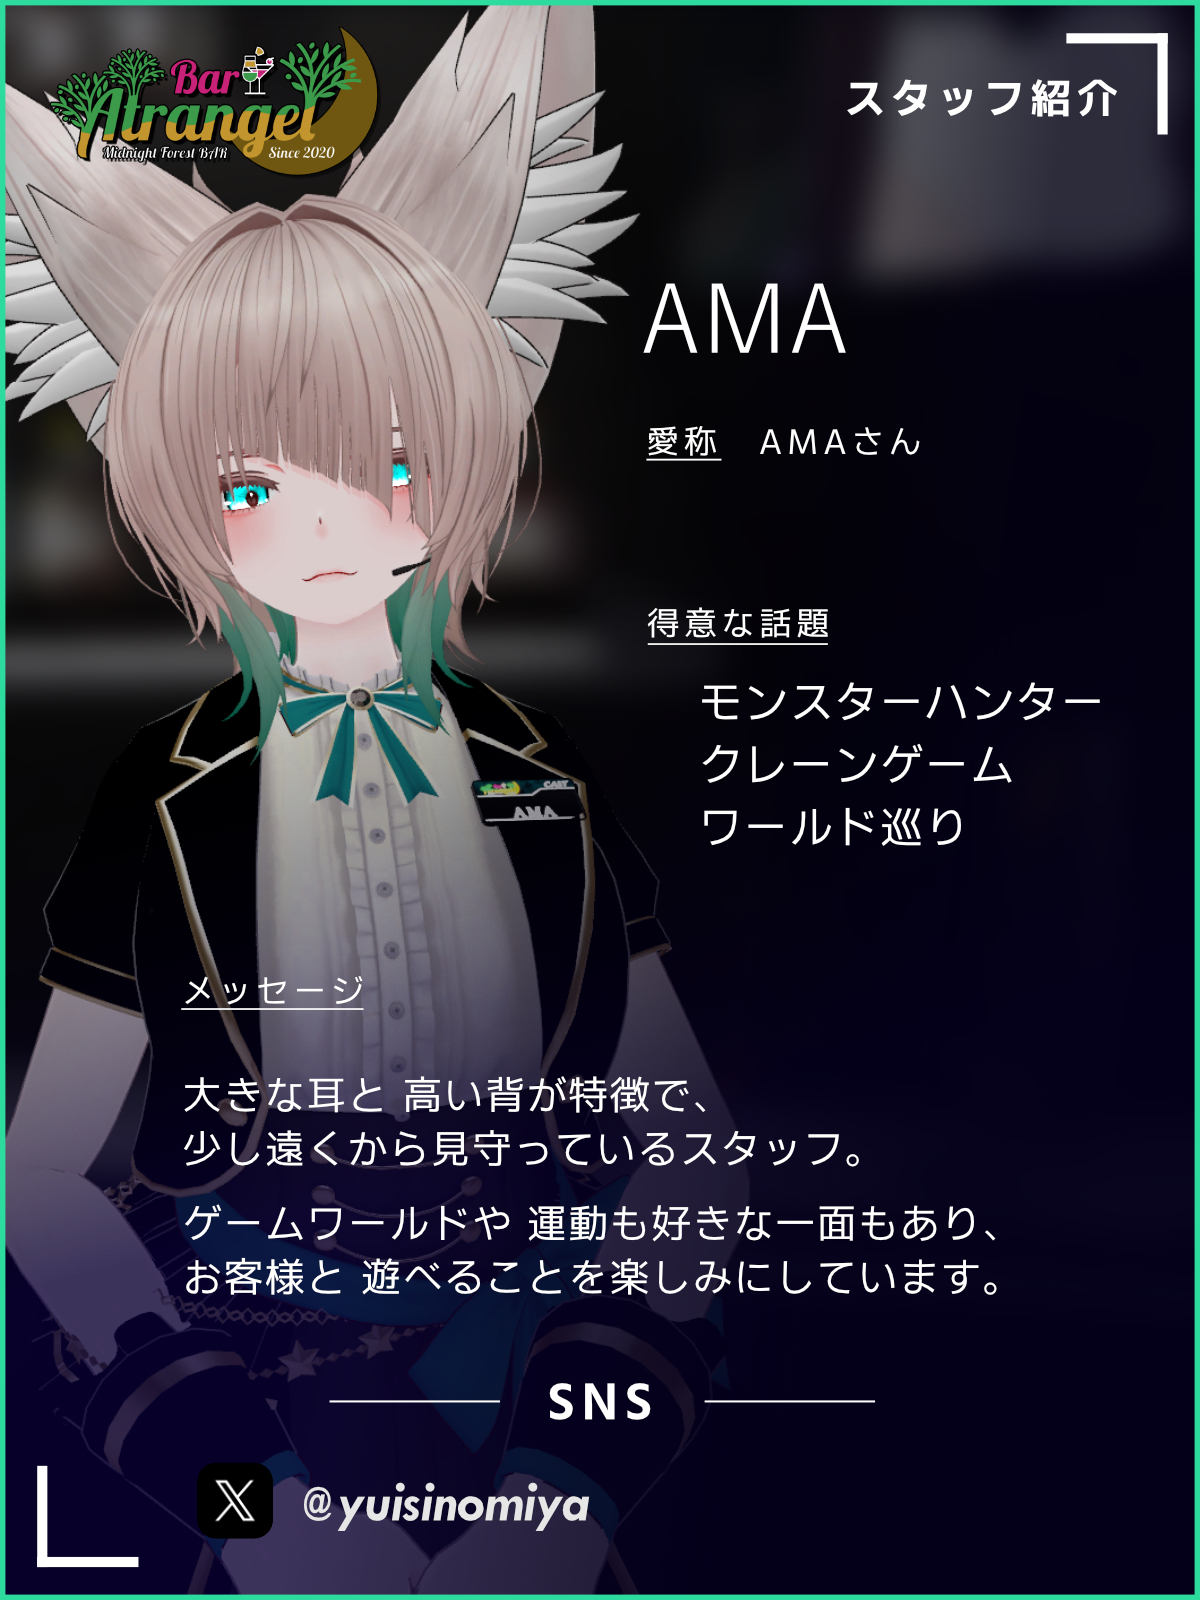 Bar
Atrangel
Midnight Forest BAR Since 2020
スタッフ紹介
AMA
愛称 AMAさん
得意な話題
モンスターハンター
クレーンゲーム
ワールド巡り
CAST
AMA
メッセージ
大きな耳と 高い背が特徴で、
少し遠くから見守っているスタッフ。
ゲームワールドや 運動も好きな一面もあり、
お客様と 遊べることを楽しみにしています。
SNS
@yuisinomiya